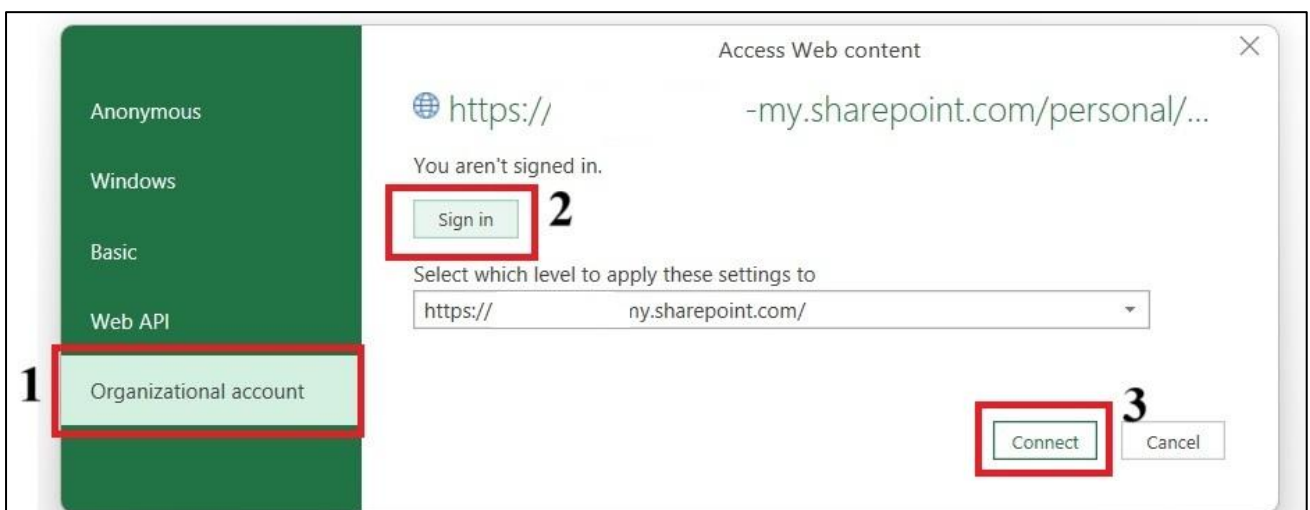 Access Web content
Anonymous
https:// -my.sharepoint.com/personal/...
You aren't signed in.
Windows
Sign in
2
Basic
Select which level to apply these settings to
https:// my.sharepoint.com/
Web API
1
Organizational account
3
Connect
Cancel